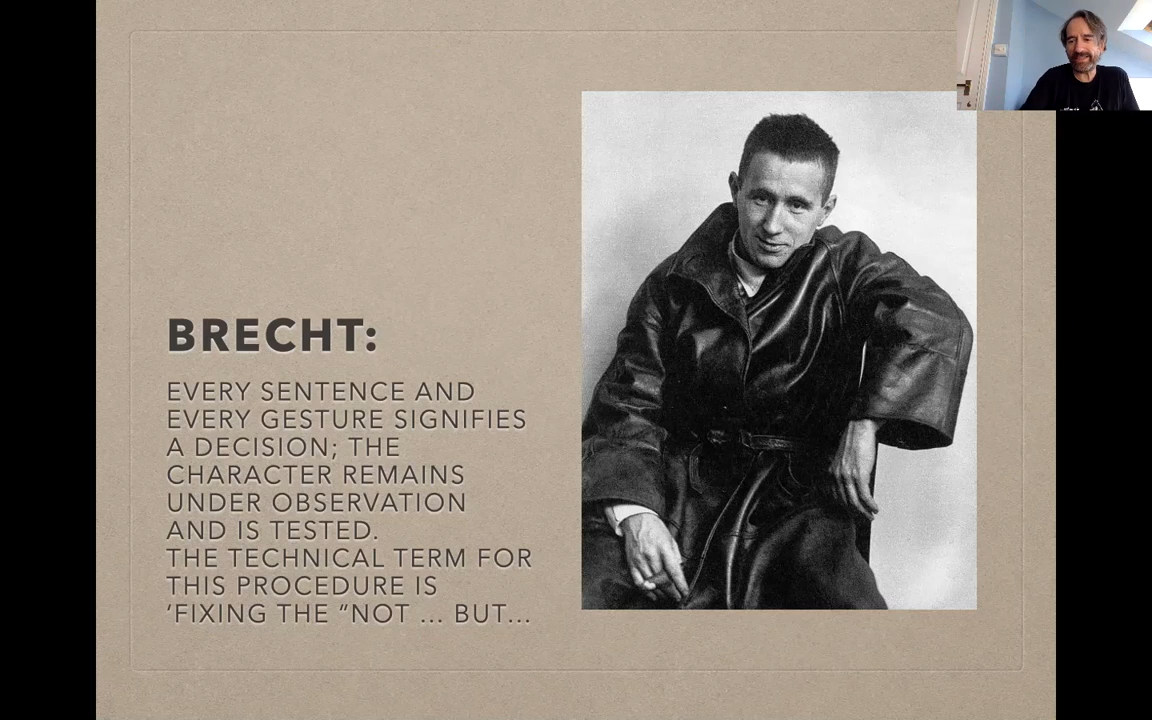 BRECHT:
EVERY SENTENCE AND
EVERY GESTURE SIGNIFIES
A DECISION; THE
CHARACTER REMAINS
UNDER OBSERVATION
AND IS TESTED.
THE TECHNICAL TERM FOR
THIS PROCEDURE IS
‘FIXING THE “NOT … BUT…